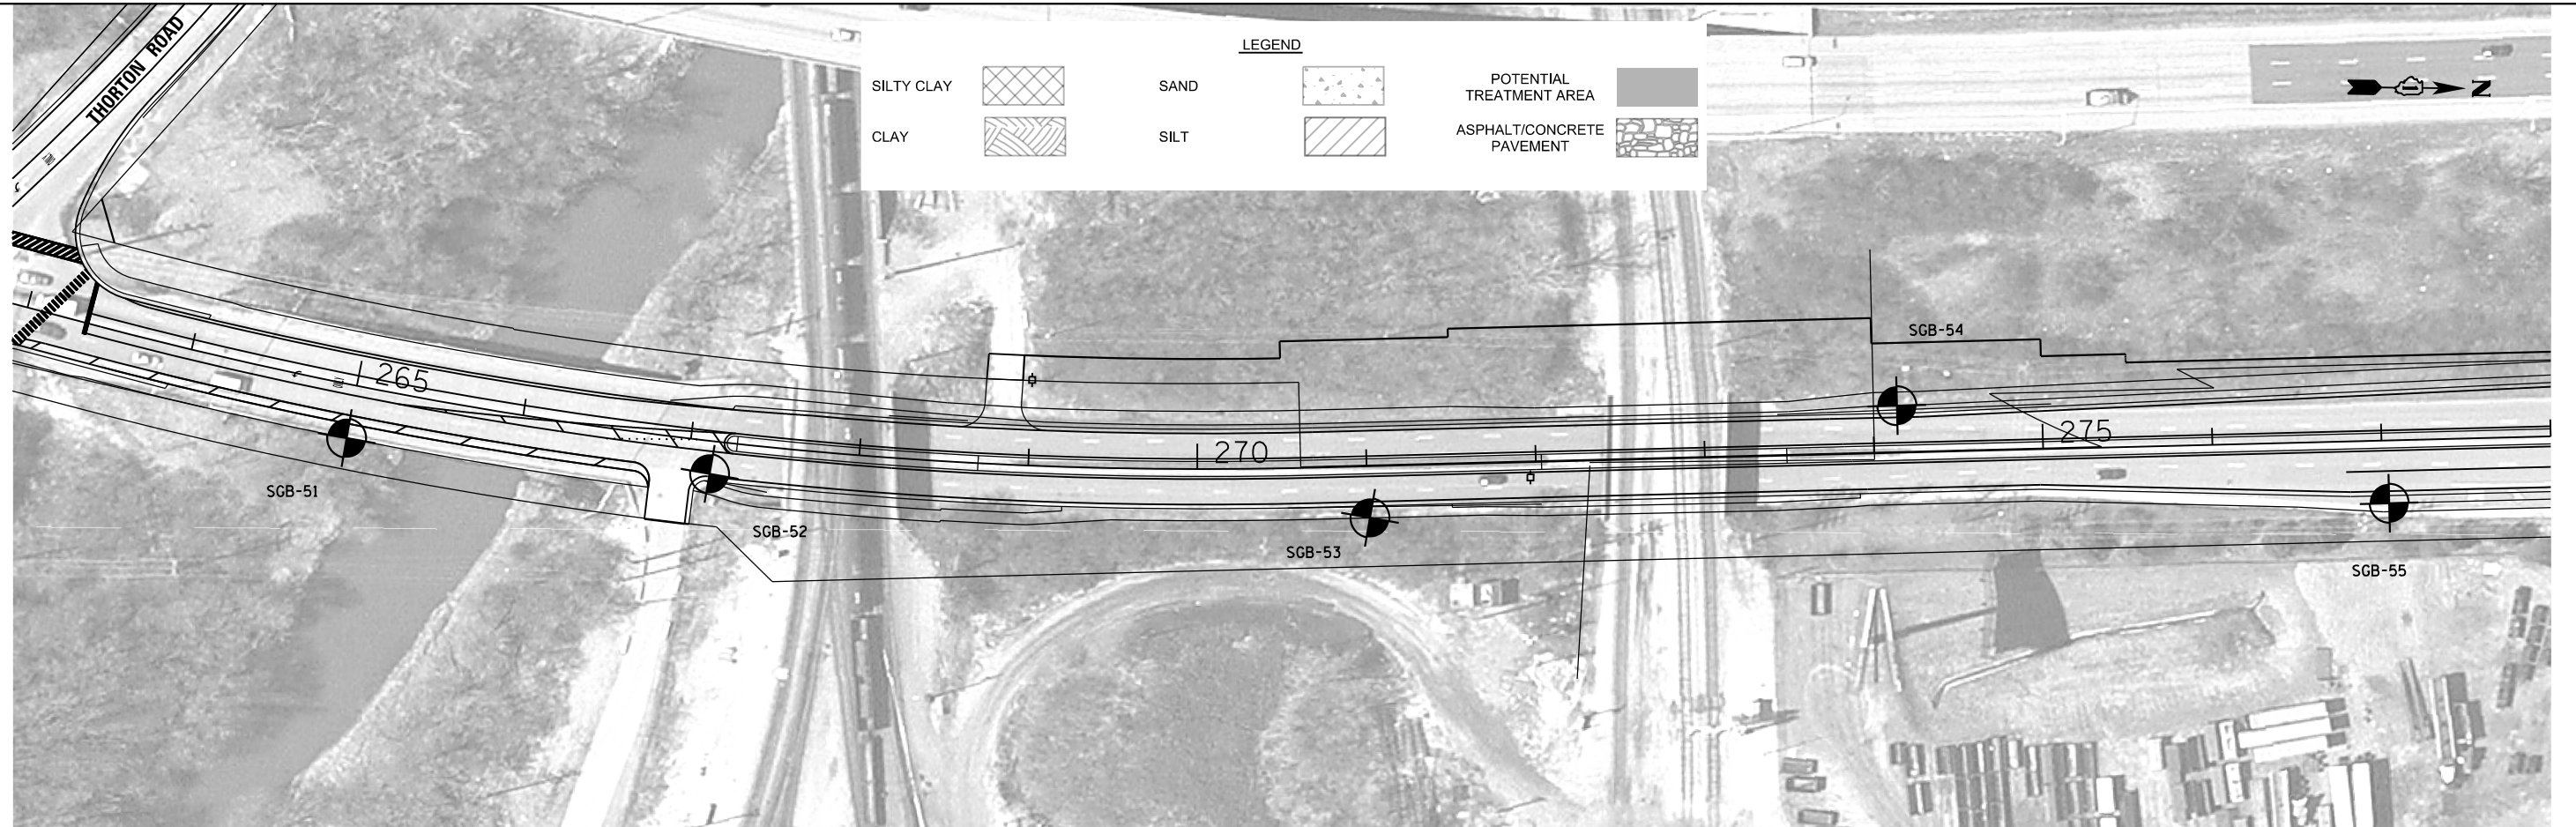 THORTON ROAD
LEGEND
SILTY CLAY
SAND
POTENTIAL
TREATMENT AREA
CLAY
SILT
ASPHALT/CONCRETE
PAVEMENT
N
SGB-54
265
270
275
SGB-51
SGB-52
SGB-53
SGB-55